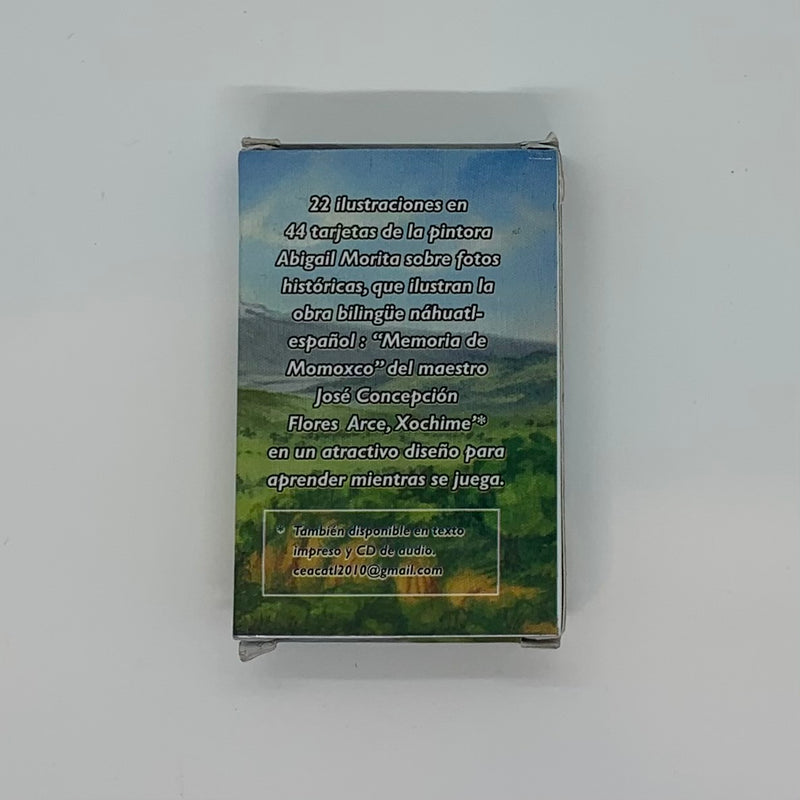 22 ilustraciones en
44 tarjetas de la pintora
Abigail Morita sobre fotos
históricas, que ilustran la
obra bilingüe náhuatl-
español : “Memoria de
Momoxco” del maestro
José Concepción
Flores Arce, Xochime’*
en un atractivo diseño para
aprender mientras se juega.
* También disponible en texto
impreso y CD de audio.
ceacatl2010@gmail.com